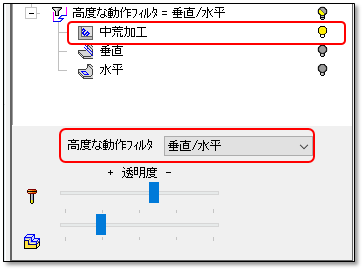 高度な動作フィルタ = 垂直/水平
中荒加工
垂直
水平
高度な動作フィルタ 垂直/水平
+ 透明度 -